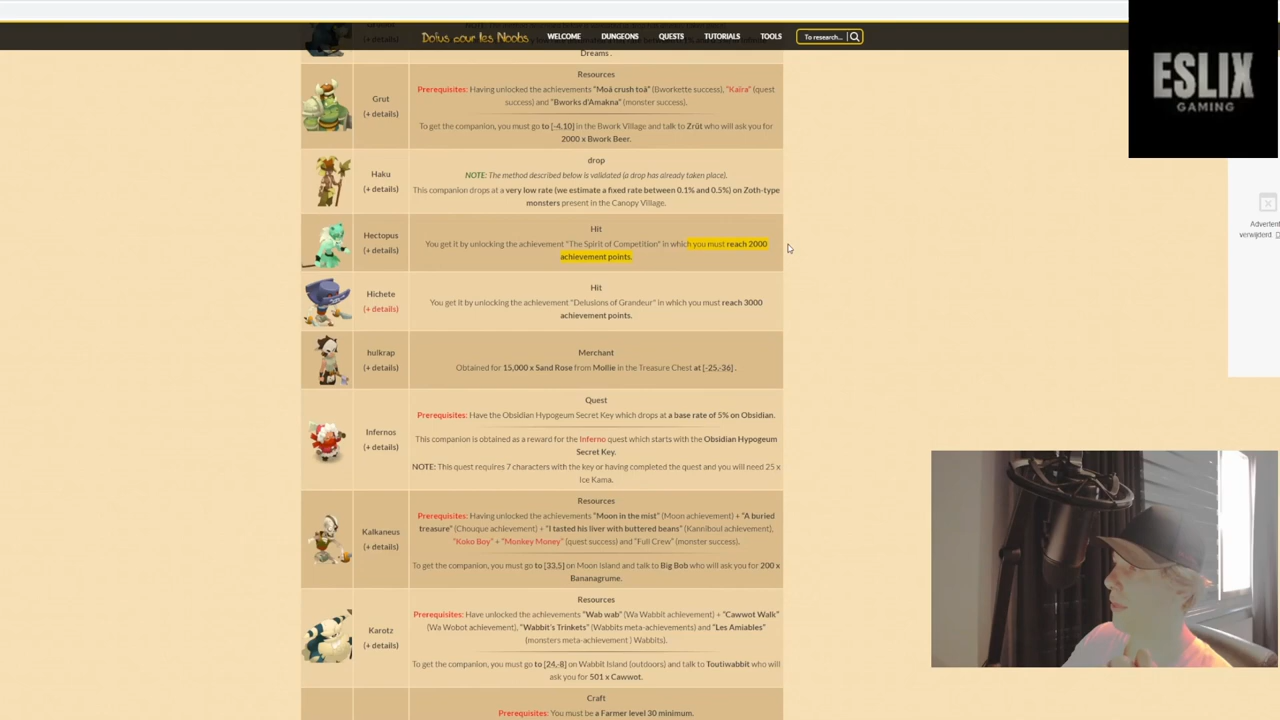 Dofus pour les Noobs
WELCOME DUNGEONS QUESTS TUTORIALS TOOLS To research...
ESLIX
GAMING
Dreams .
Grut
(+ details)
Resources
Prerequisites: Having unlocked the achievements "Moâ crush toâ" (Bworkette success), "Kaïra" (quest
success) and "Bworks d'Amakna" (monster success).
To get the companion, you must go to [-4,10] in the Bwork Village and talk to Zrüt who will ask you for
2000 x Bwork Beer.
Haku
(+ details)
drop
NOTE: The method described below is validated (a drop has already taken place).
This companion drops at a very low rate (we estimate a fixed rate between 0.1% and 0.5%) on Zoth-type
monsters present in the Canopy Village.
Hectopus
(+ details)
Hit
You get it by unlocking the achievement "The Spirit of Competition" in which you must reach 2000
achievement points.
Hichete
(+ details)
Hit
You get it by unlocking the achievement "Delusions of Grandeur" in which you must reach 3000
achievement points.
hulkrap
(+ details)
Merchant
Obtained for 15,000 x Sand Rose from Mollie in the Treasure Chest at [-25,-36] .
Infernos
(+ details)
Quest
Prerequisites: Have the Obsidian Hypogeum Secret Key which drops at a base rate of 5% on Obsidian.
This companion is obtained as a reward for the Inferno quest which starts with the Obsidian Hypogeum
Secret Key.
NOTE: This quest requires 7 characters with the key or having completed the quest and you will need 25 x
Ice Kama.
Kalkaneus
(+ details)
Resources
Prerequisites: Having unlocked the achievements "Moon in the mist" (Moon achievement) + "A buried
treasure" (Chouque achievement) + "I tasted his liver with buttered beans" (Kanniboul achievement),
"Koko Boy" + "Monkey Money" (quest success) and "Full Crew" (monster success).
To get the companion, you must go to [33,5] on Moon Island and talk to Big Bob who will ask you for 200 x
Bananagrume.
Karotz
(+ details)
Resources
Prerequisites: Have unlocked the achievements "Wab wab" (Wa Wabbit achievement) + "Cawwot Walk"
(Wa Wobot achievement), "Wabbit's Trinkets" (Wabbits meta-achievements) and "Les Amiables"
(monsters meta-achievement ) Wabbits).
To get the companion, you must go to [24,-8] on Wabbit Island (outdoors) and talk to Toutiwabbit who will
ask you for 501 x Cawwot.
Craft
Prerequisites: You must be a Farmer level 30 minimum.
Advertent
verwijderd.